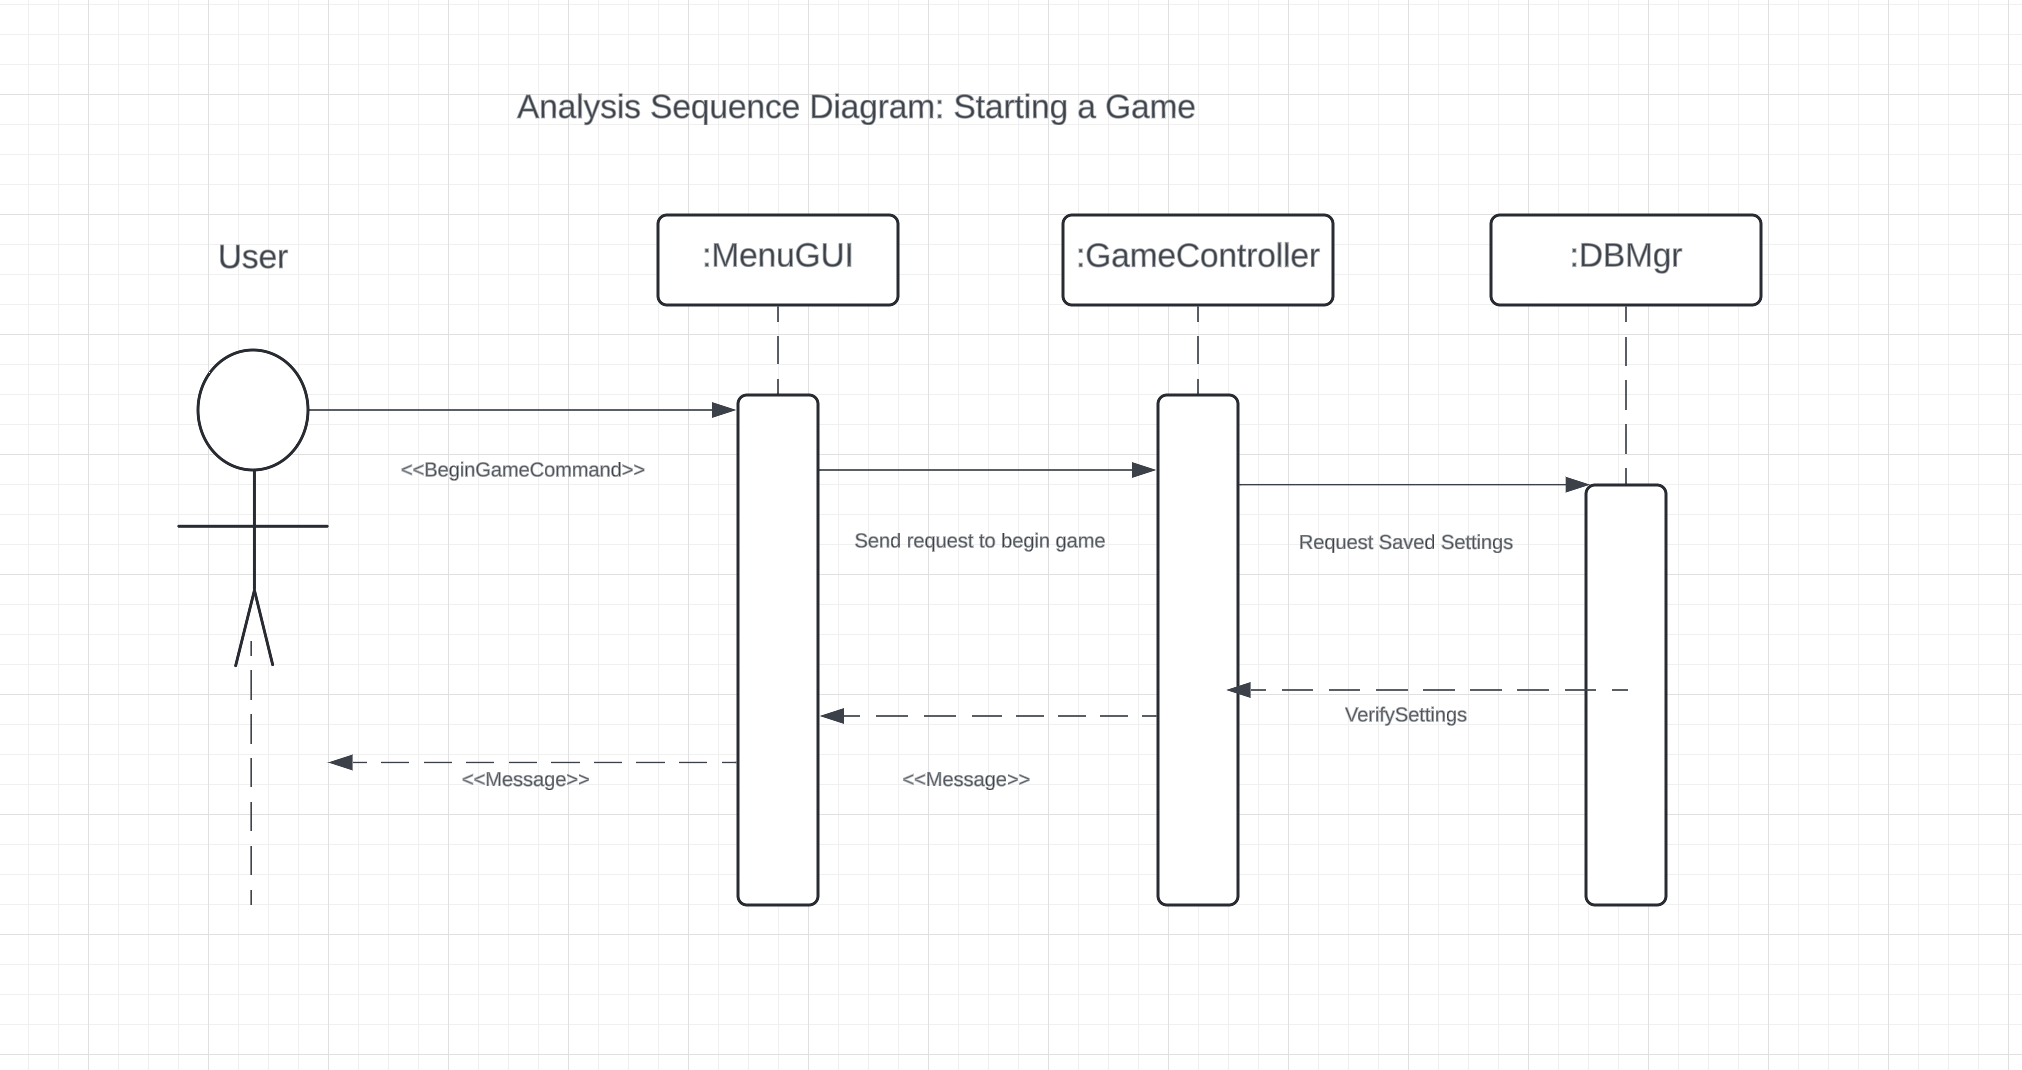 Analysis Sequence Diagram: Starting a Game
User
:MenuGUI
:GameController
:DBMgr
<<BeginGameCommand>>
Send request to begin game
Request Saved Settings
VerifySettings
<<Message>>
<<Message>>